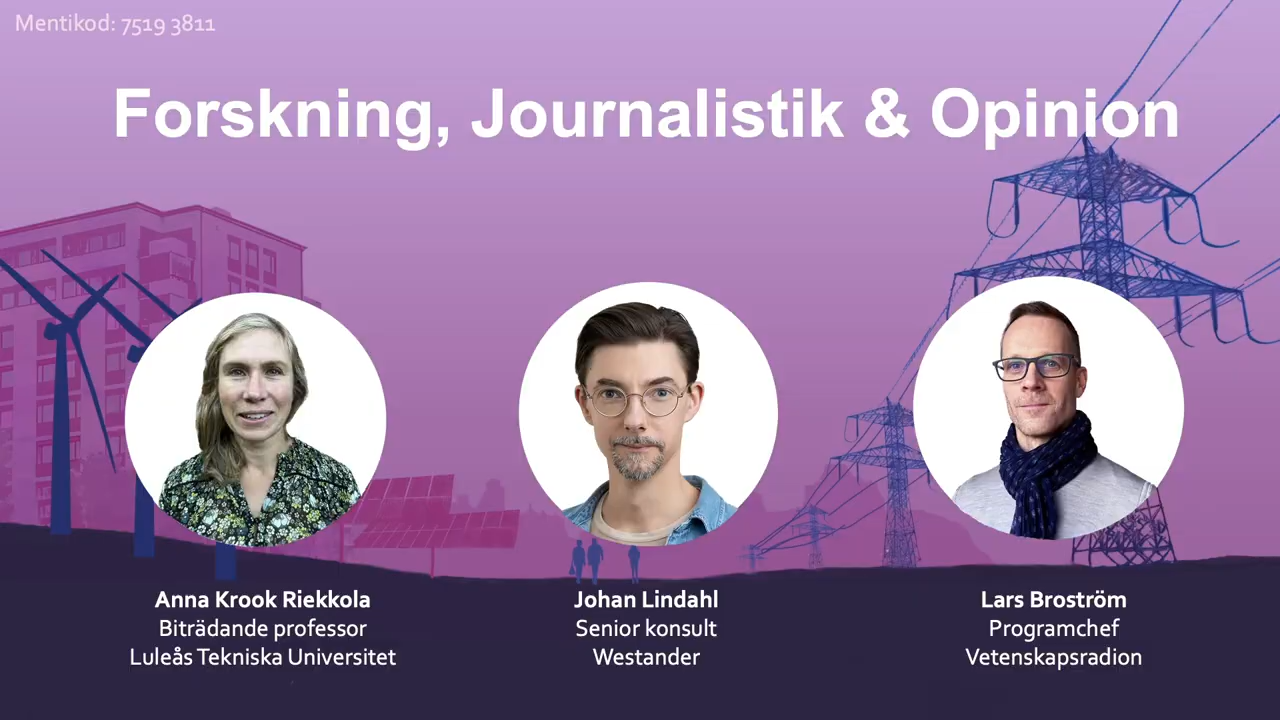 Mentikod: 7519 3811
Forskning, Journalistik & Opinion
Anna Krook Riekkola
Biträdande professor
Luleås Tekniska Universitet
Johan Lindahl
Senior konsult
Westander
Lars Broström
Programchef
Vetenskapsradion